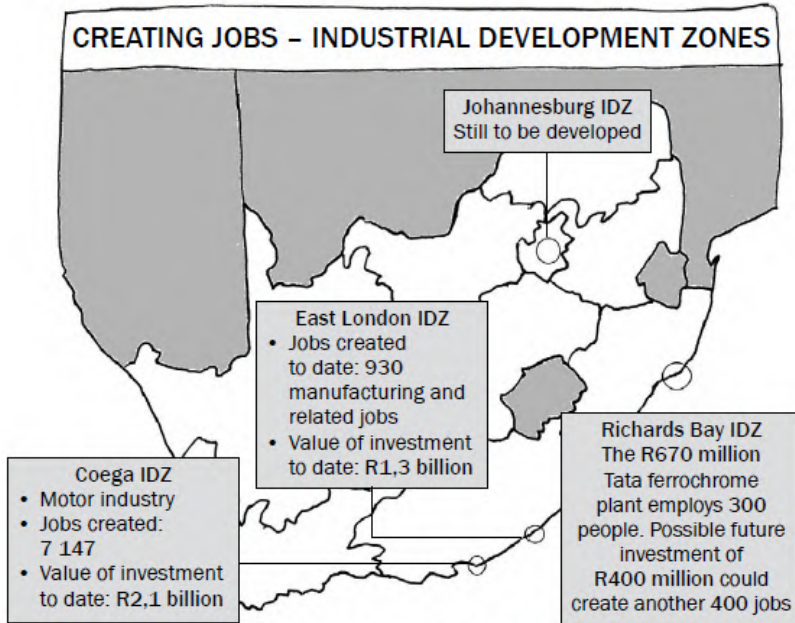 CREATING JOBS – INDUSTRIAL DEVELOPMENT ZONES
Johannesburg IDZ
Still to be developed
East London IDZ
• Jobs created
to date: 930
manufacturing and
related jobs
• Value of investment
to date: R1,3 billion
Coega IDZ
• Motor industry
• Jobs created:
7 147
• Value of investment
to date: R2,1 billion
Richards Bay IDZ
The R670 million
Tata ferrochrome
plant employs 300
people. Possible future
investment of
R400 million could
create another 400 jobs